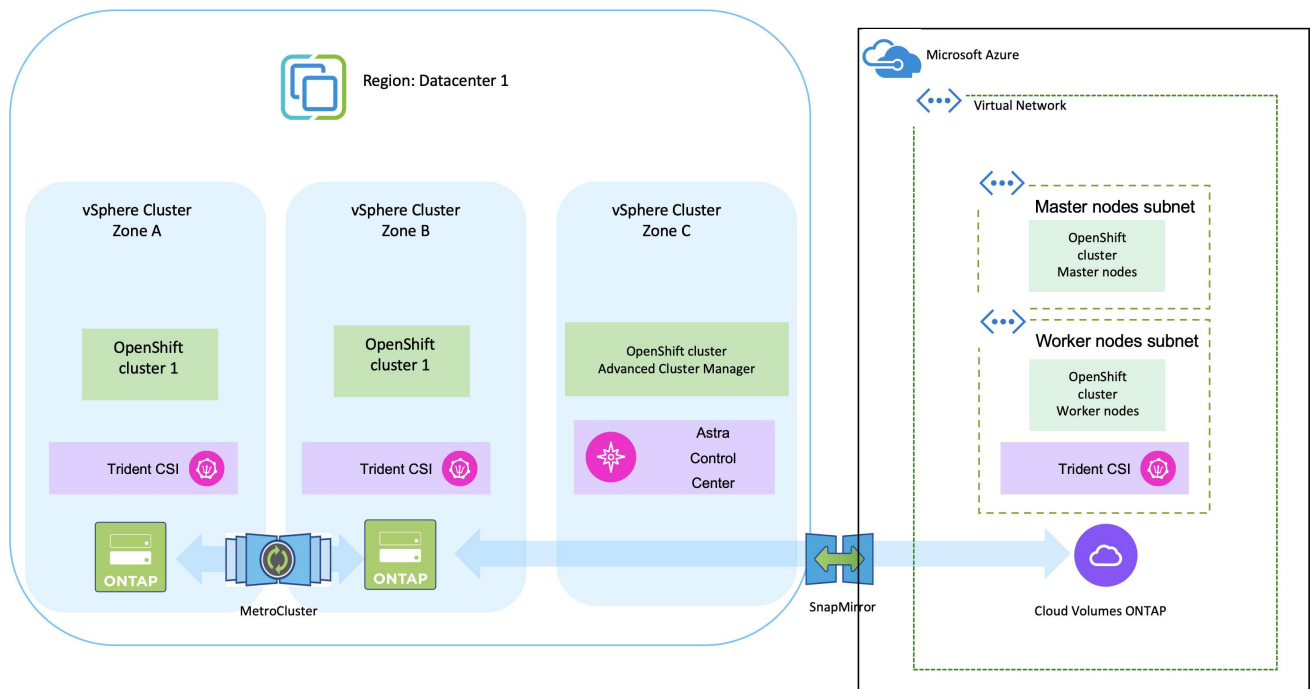 Region: Datacenter 1
Microsoft Azure
Virtual Network
vSphere Cluster
Zone A
vSphere Cluster
Zone B
vSphere Cluster
Zone C
Master nodes subnet
OpenShift
cluster
Master nodes
OpenShift
cluster 1
OpenShift
cluster 1
OpenShift cluster
Advanced Cluster Manager
Worker nodes subnet
OpenShift
cluster
Worker nodes
Trident CSI
Trident CSI
Astra
Control
Center
Trident CSI
ONTAP
ONTAP
MetroCluster
SnapMirror
Cloud Volumes ONTAP